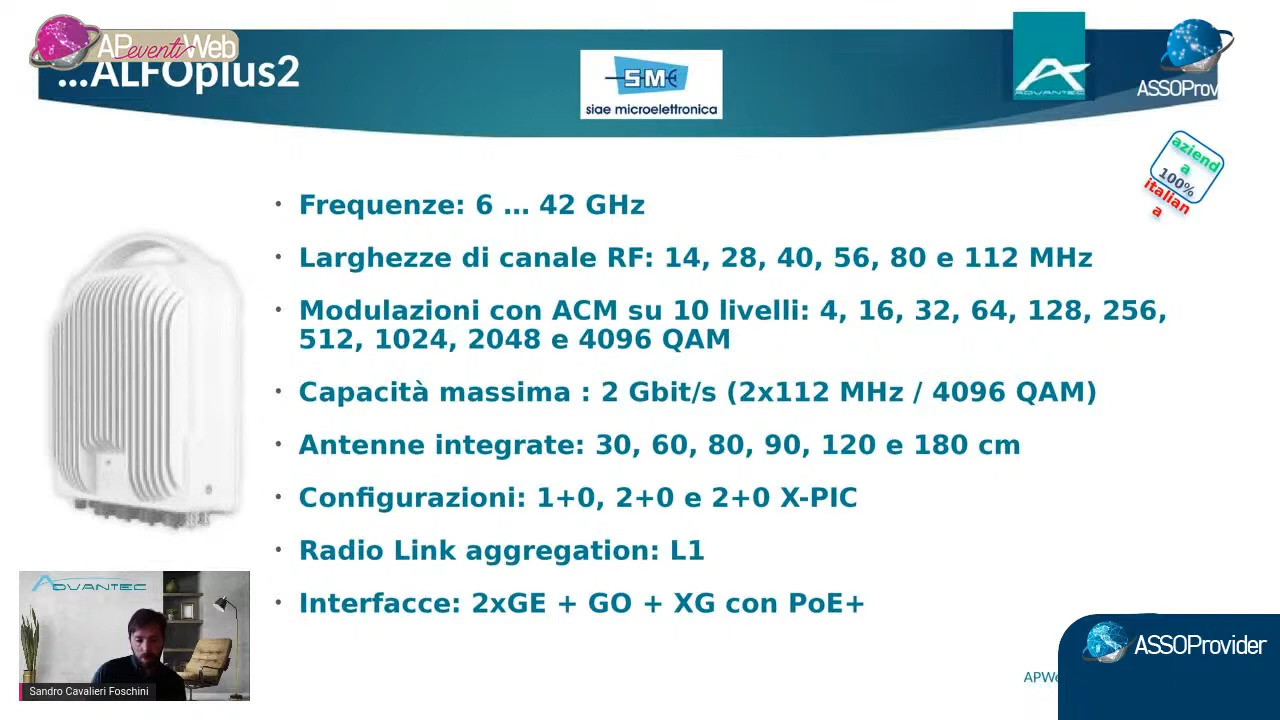 APeventiWeb
...ALFOplus2
SM
siae microelettronica
ADVANTEC
ASSOProv
aziend
a
100%
italian
a
• Frequenze: 6 … 42 GHz
• Larghezze di canale RF: 14, 28, 40, 56, 80 e 112 MHz
• Modulazioni con ACM su 10 livelli: 4, 16, 32, 64, 128, 256,
512, 1024, 2048 e 4096 QAM
• Capacità massima : 2 Gbit/s (2x112 MHz / 4096 QAM)
• Antenne integrate: 30, 60, 80, 90, 120 e 180 cm
• Configurazioni: 1+0, 2+0 e 2+0 X-PIC
• Radio Link aggregation: L1
• Interfacce: 2xGE + GO + XG con PoE+
ADVANTEC
Sandro Cavalieri Foschini
APWe
ASSOProvider